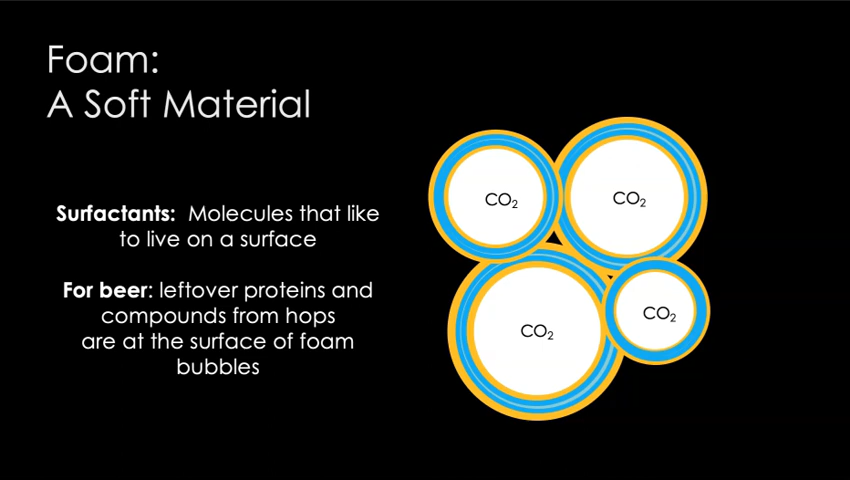 Foam:
A Soft Material
Surfactants: Molecules that like
to live on a surface
For beer: leftover proteins and
compounds from hops
are at the surface of foam
bubbles
CO₂
CO₂
CO₂
CO₂